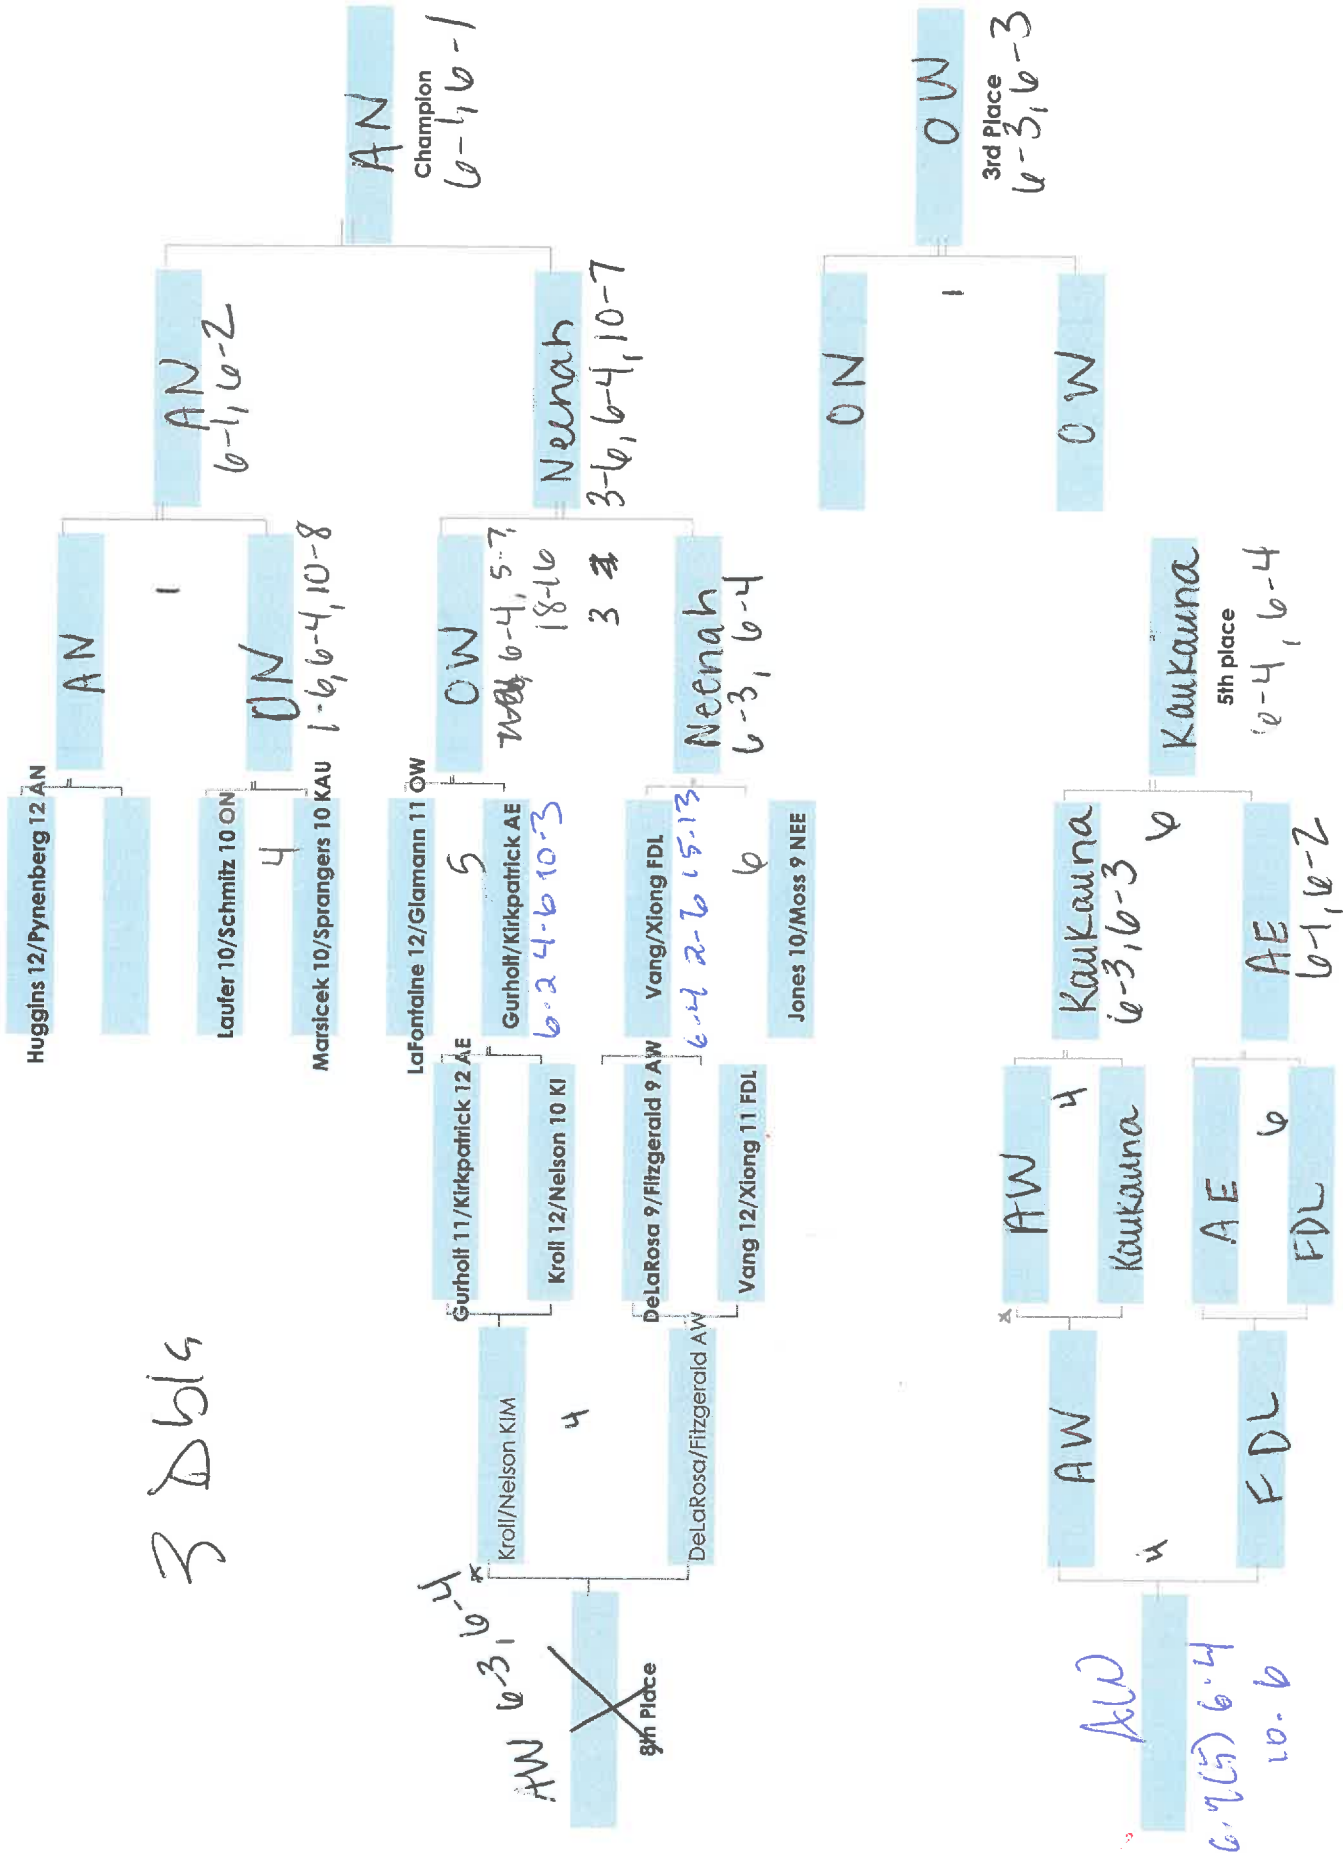 3 Dbls
Huggins 12/Pynenberg 12 AN
Laufer 10/Schmitz 10 ON
4
Marsicek 10/Sprangers 10 KAU
LaFontaine 12/Glamann 11 OW
5
Gurholt/Kirkpatrick AE
6-2 4-6 10-3
Vang/Xiong FDL
6-4 2-6 15-13
6
Jones 10/Moss 9 NEE
Gurholt 11/Kirkpatrick 12 AE
Kroll 12/Nelson 10 KI
DeLaRosa 9/Fitzgerald 9 AW
Vang 12/Xiong 11 FDL
Kroll/Nelson KIM
4
DeLaRosa/Fitzgerald AW
AW 6-3, 6-4
8th Place
AN
1
ON
1-6, 6-4, 10-8
OW
6-4, 5-7,
18-16
3
Neenah
6-3, 6-4
AN
6-1, 6-2
Neenah
3-6, 6-4, 10-7
AN
Champion
6-1, 6-1
ON
1
OW
OW
3rd Place
6-3, 6-3
AW
4
Kaukauna
AE
6
FDL
Kaukauna
6-3, 6-3
6
AE
6-1, 6-2
Kaukauna
5th place
6-4, 6-4
AW
4
FDL
AW
6-7(5) 6-4
10-6